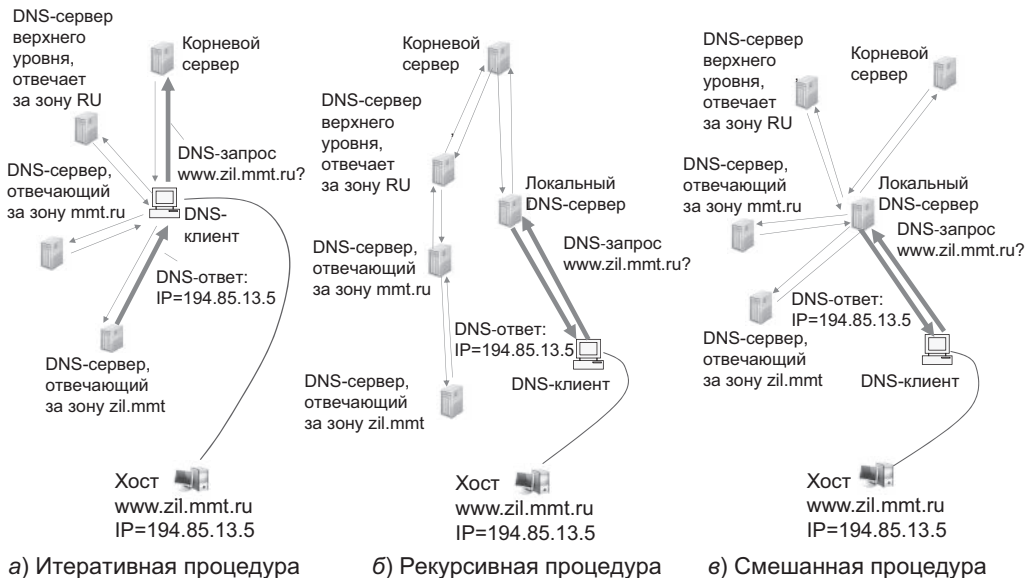 DNS-сервер
верхнего
уровня,
отвечает
за зону RU
Корневой
сервер
DNS-запрос
www.zil.mmt.ru?
DNS-сервер,
отвечающий
за зону mmt.ru
DNS-
клиент
DNS-ответ:
IP=194.85.13.5
DNS-сервер,
отвечающий
за зону zil.mmt
Хост
www.zil.mmt.ru
IP=194.85.13.5
а) Итеративная процедура
Корневой
сервер
DNS-сервер
верхнего
уровня,
отвечает
за зону RU
Локальный
DNS-сервер
DNS-запрос
www.zil.mmt.ru?
DNS-сервер,
отвечающий
за зону mmt.ru
DNS-ответ:
IP=194.85.13.5
DNS-клиент
DNS-сервер,
отвечающий
за зону zil.mmt
Хост
www.zil.mmt.ru
IP=194.85.13.5
б) Рекурсивная процедура
DNS-сервер
верхнего
уровня,
отвечает
за зону RU
Корневой
сервер
DNS-сервер,
отвечающий
за зону mmt.ru
Локальный
DNS-сервер
DNS-запрос
www.zil.mmt.ru?
DNS-ответ:
IP=194.85.13.5
DNS-сервер,
отвечающий
за зону zil.mmt
DNS-клиент
Хост
www.zil.mmt.ru
IP=194.85.13.5
в) Смешанная процедура